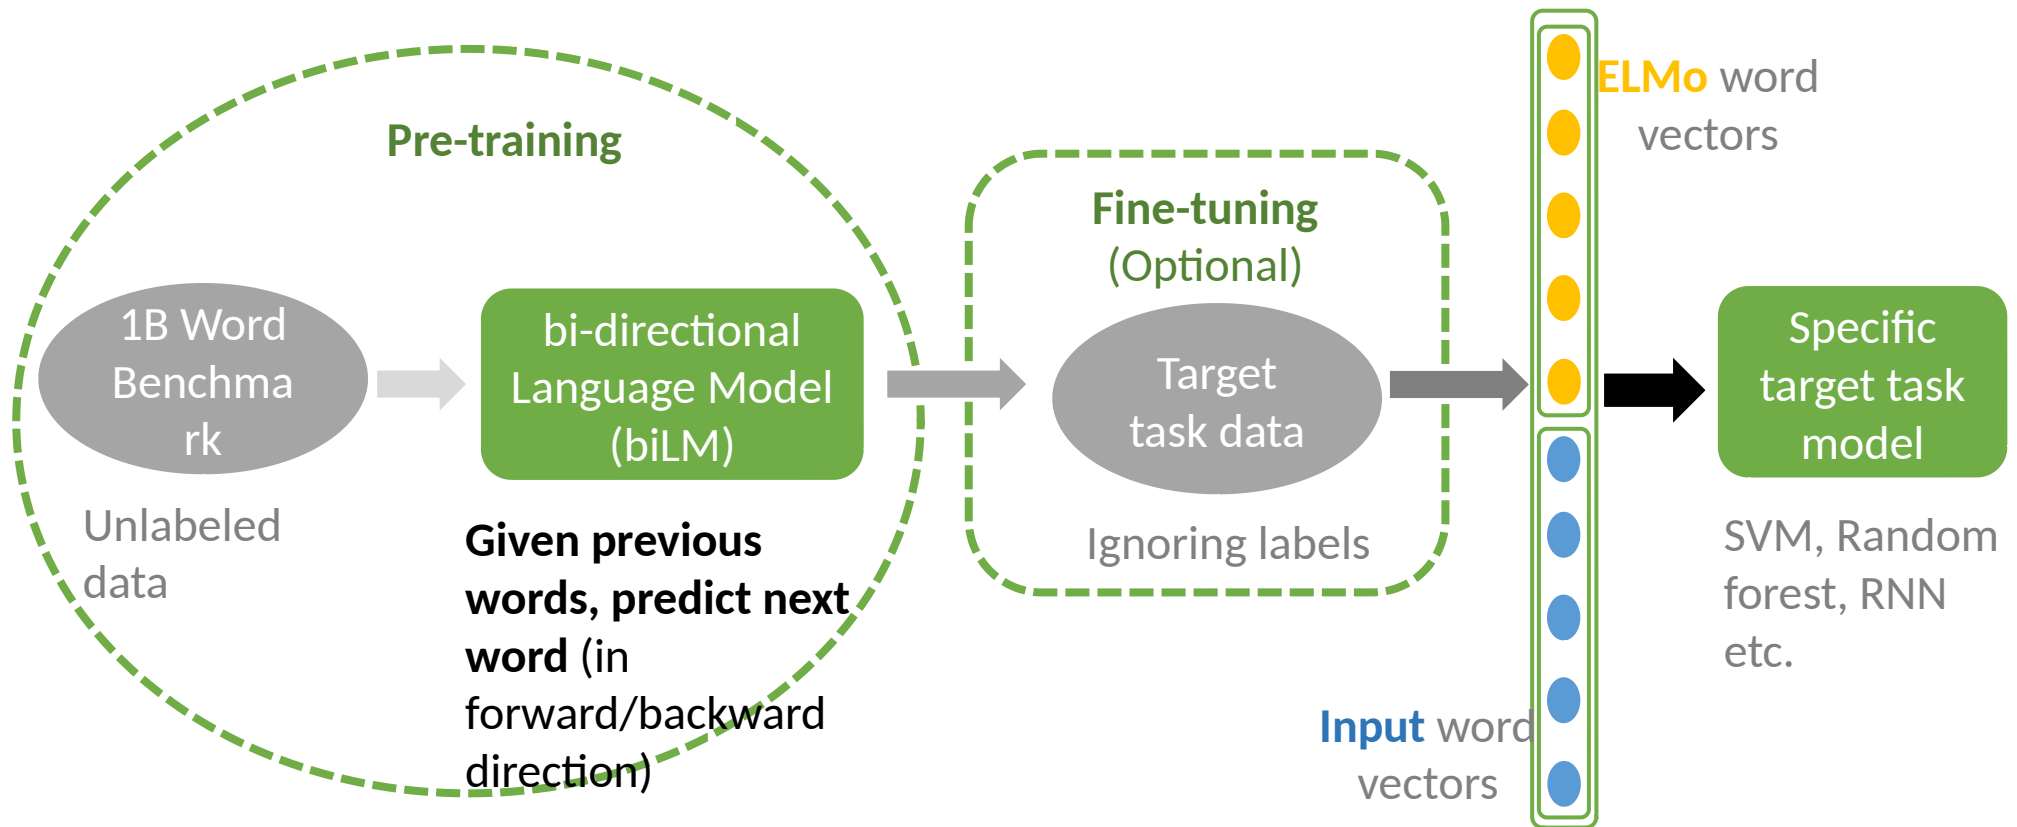 Pre-training
1B Word
Benchma
rk
Unlabeled
data
bi-directional
Language Model
(biLM)
Given previous
words, predict next
word (in
forward/backward
direction)
Fine-tuning
(Optional)
Target
task data
Ignoring labels
ELMo word
vectors
Input word
vectors
Specific
target task
model
SVM, Random
forest, RNN
etc.